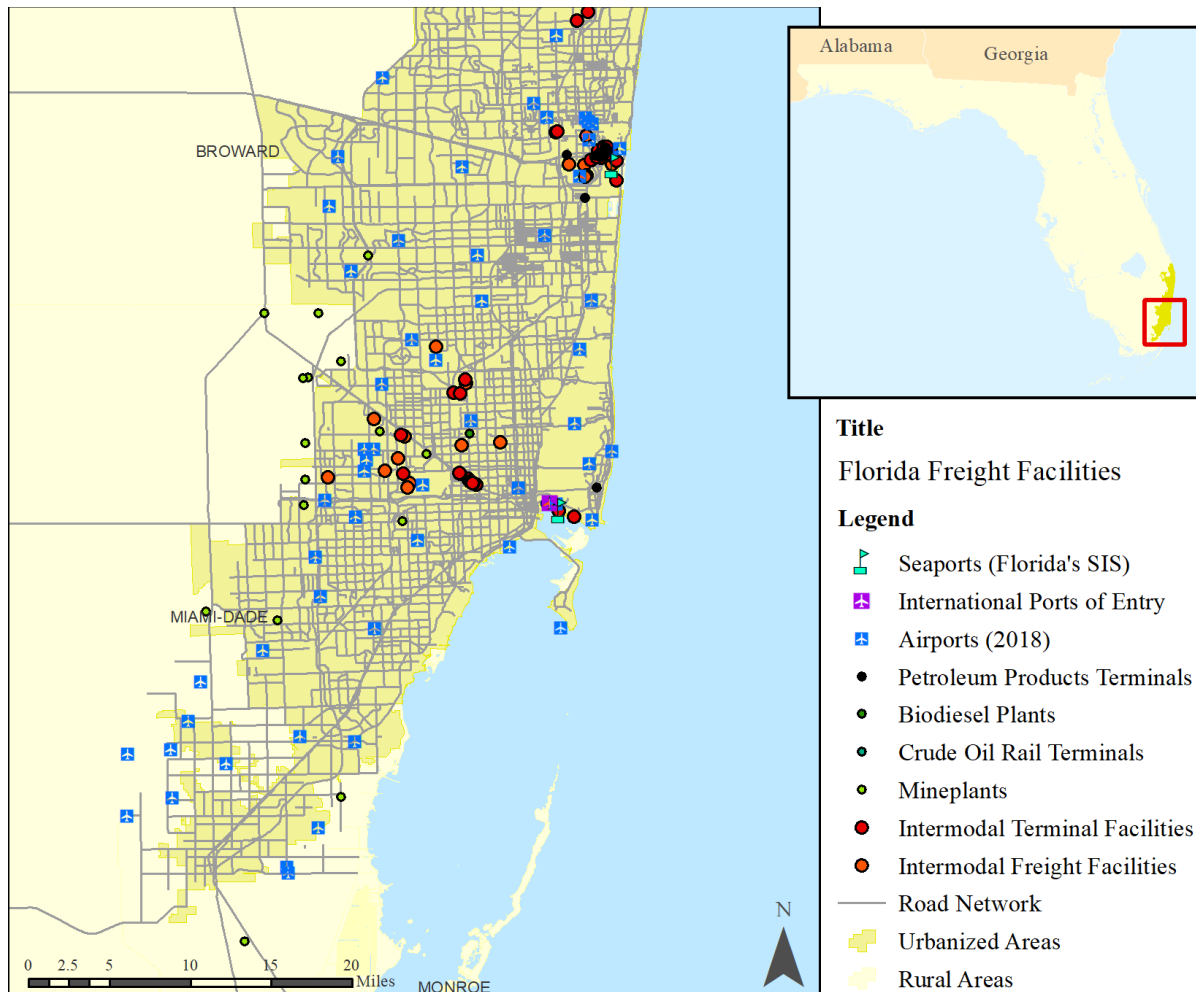 Alabama
Georgia
BROWARD
MIAMI-DADE
MONROE
N
0 2.5 5 10 15 20
Miles
Title
Florida Freight Facilities
Legend
Seaports (Florida's SIS)
International Ports of Entry
Airports (2018)
Petroleum Products Terminals
Biodiesel Plants
Crude Oil Rail Terminals
Mineplants
Intermodal Terminal Facilities
Intermodal Freight Facilities
Road Network
Urbanized Areas
Rural Areas